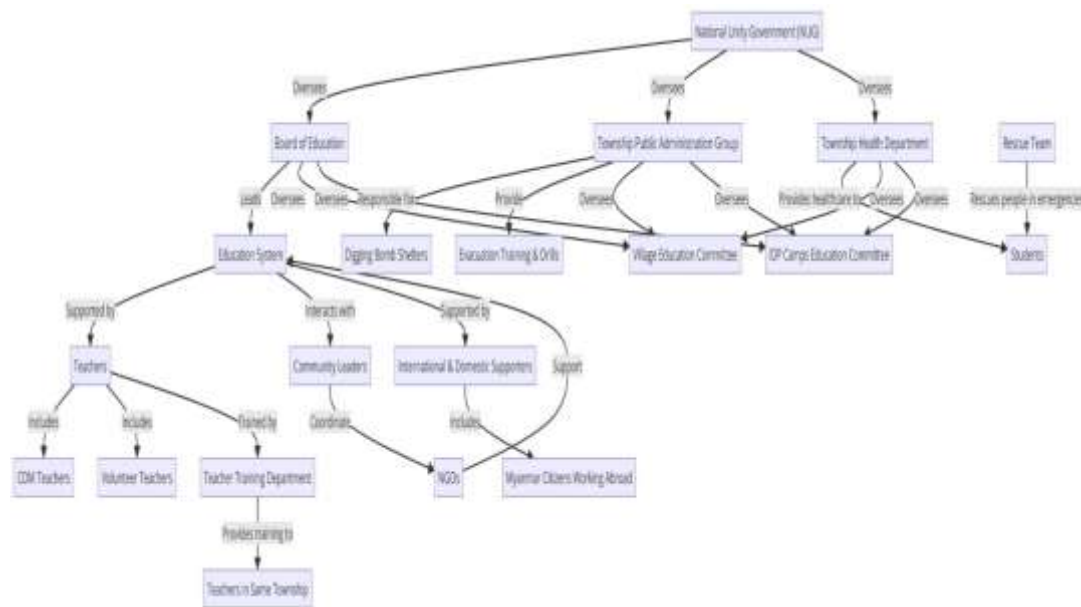 National Unity Government (NUG)
Oversees
Oversees
Oversees
Board of Education
Township Public Administration Group
Township Health Department
Rescue Team
Leads
Oversees
Oversees
Responsible for
Provide
Oversees
Oversees
Provides healthcare to
Oversees
Oversees
Rescues people in emergencies
Education System
Digging Bomb Shelters
Evacuation Training & Drills
Village Education Committee
IDP Camps Education Committee
Students
Supported by
Interacts with
Supported by
Teachers
Community Leaders
International & Domestic Supporters
Support
Includes
Includes
Trained by
Coordinate
Includes
CDM Teachers
Volunteer Teachers
Teacher Training Department
NGOs
Myanmar Citizens Working Abroad
Provides training to
Teachers in Same Township